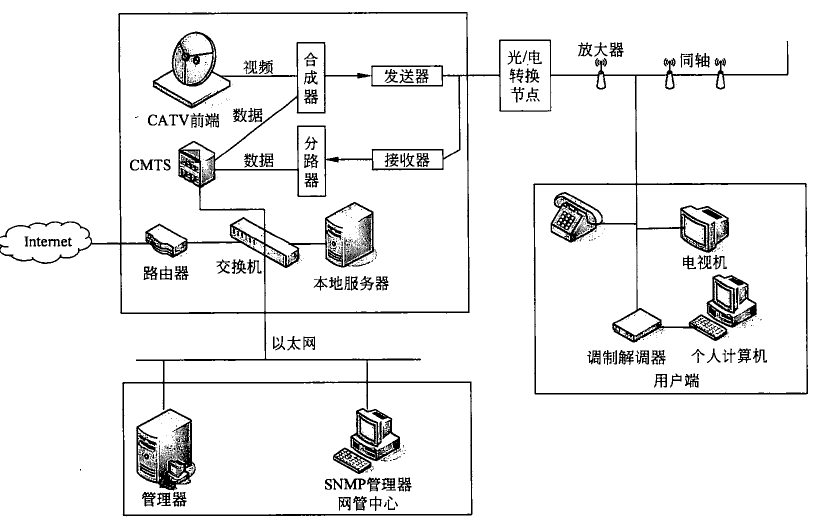 视频
CATV前端
合成器
发送器
光/电
转换
节点
放大器
同轴
数据
CMTS
数据
分路器
接收器
Internet
路由器
交换机
本地服务器
电视机
调制解调器
个人计算机
用户端
以太网
管理器
SNMP管理器
网管中心